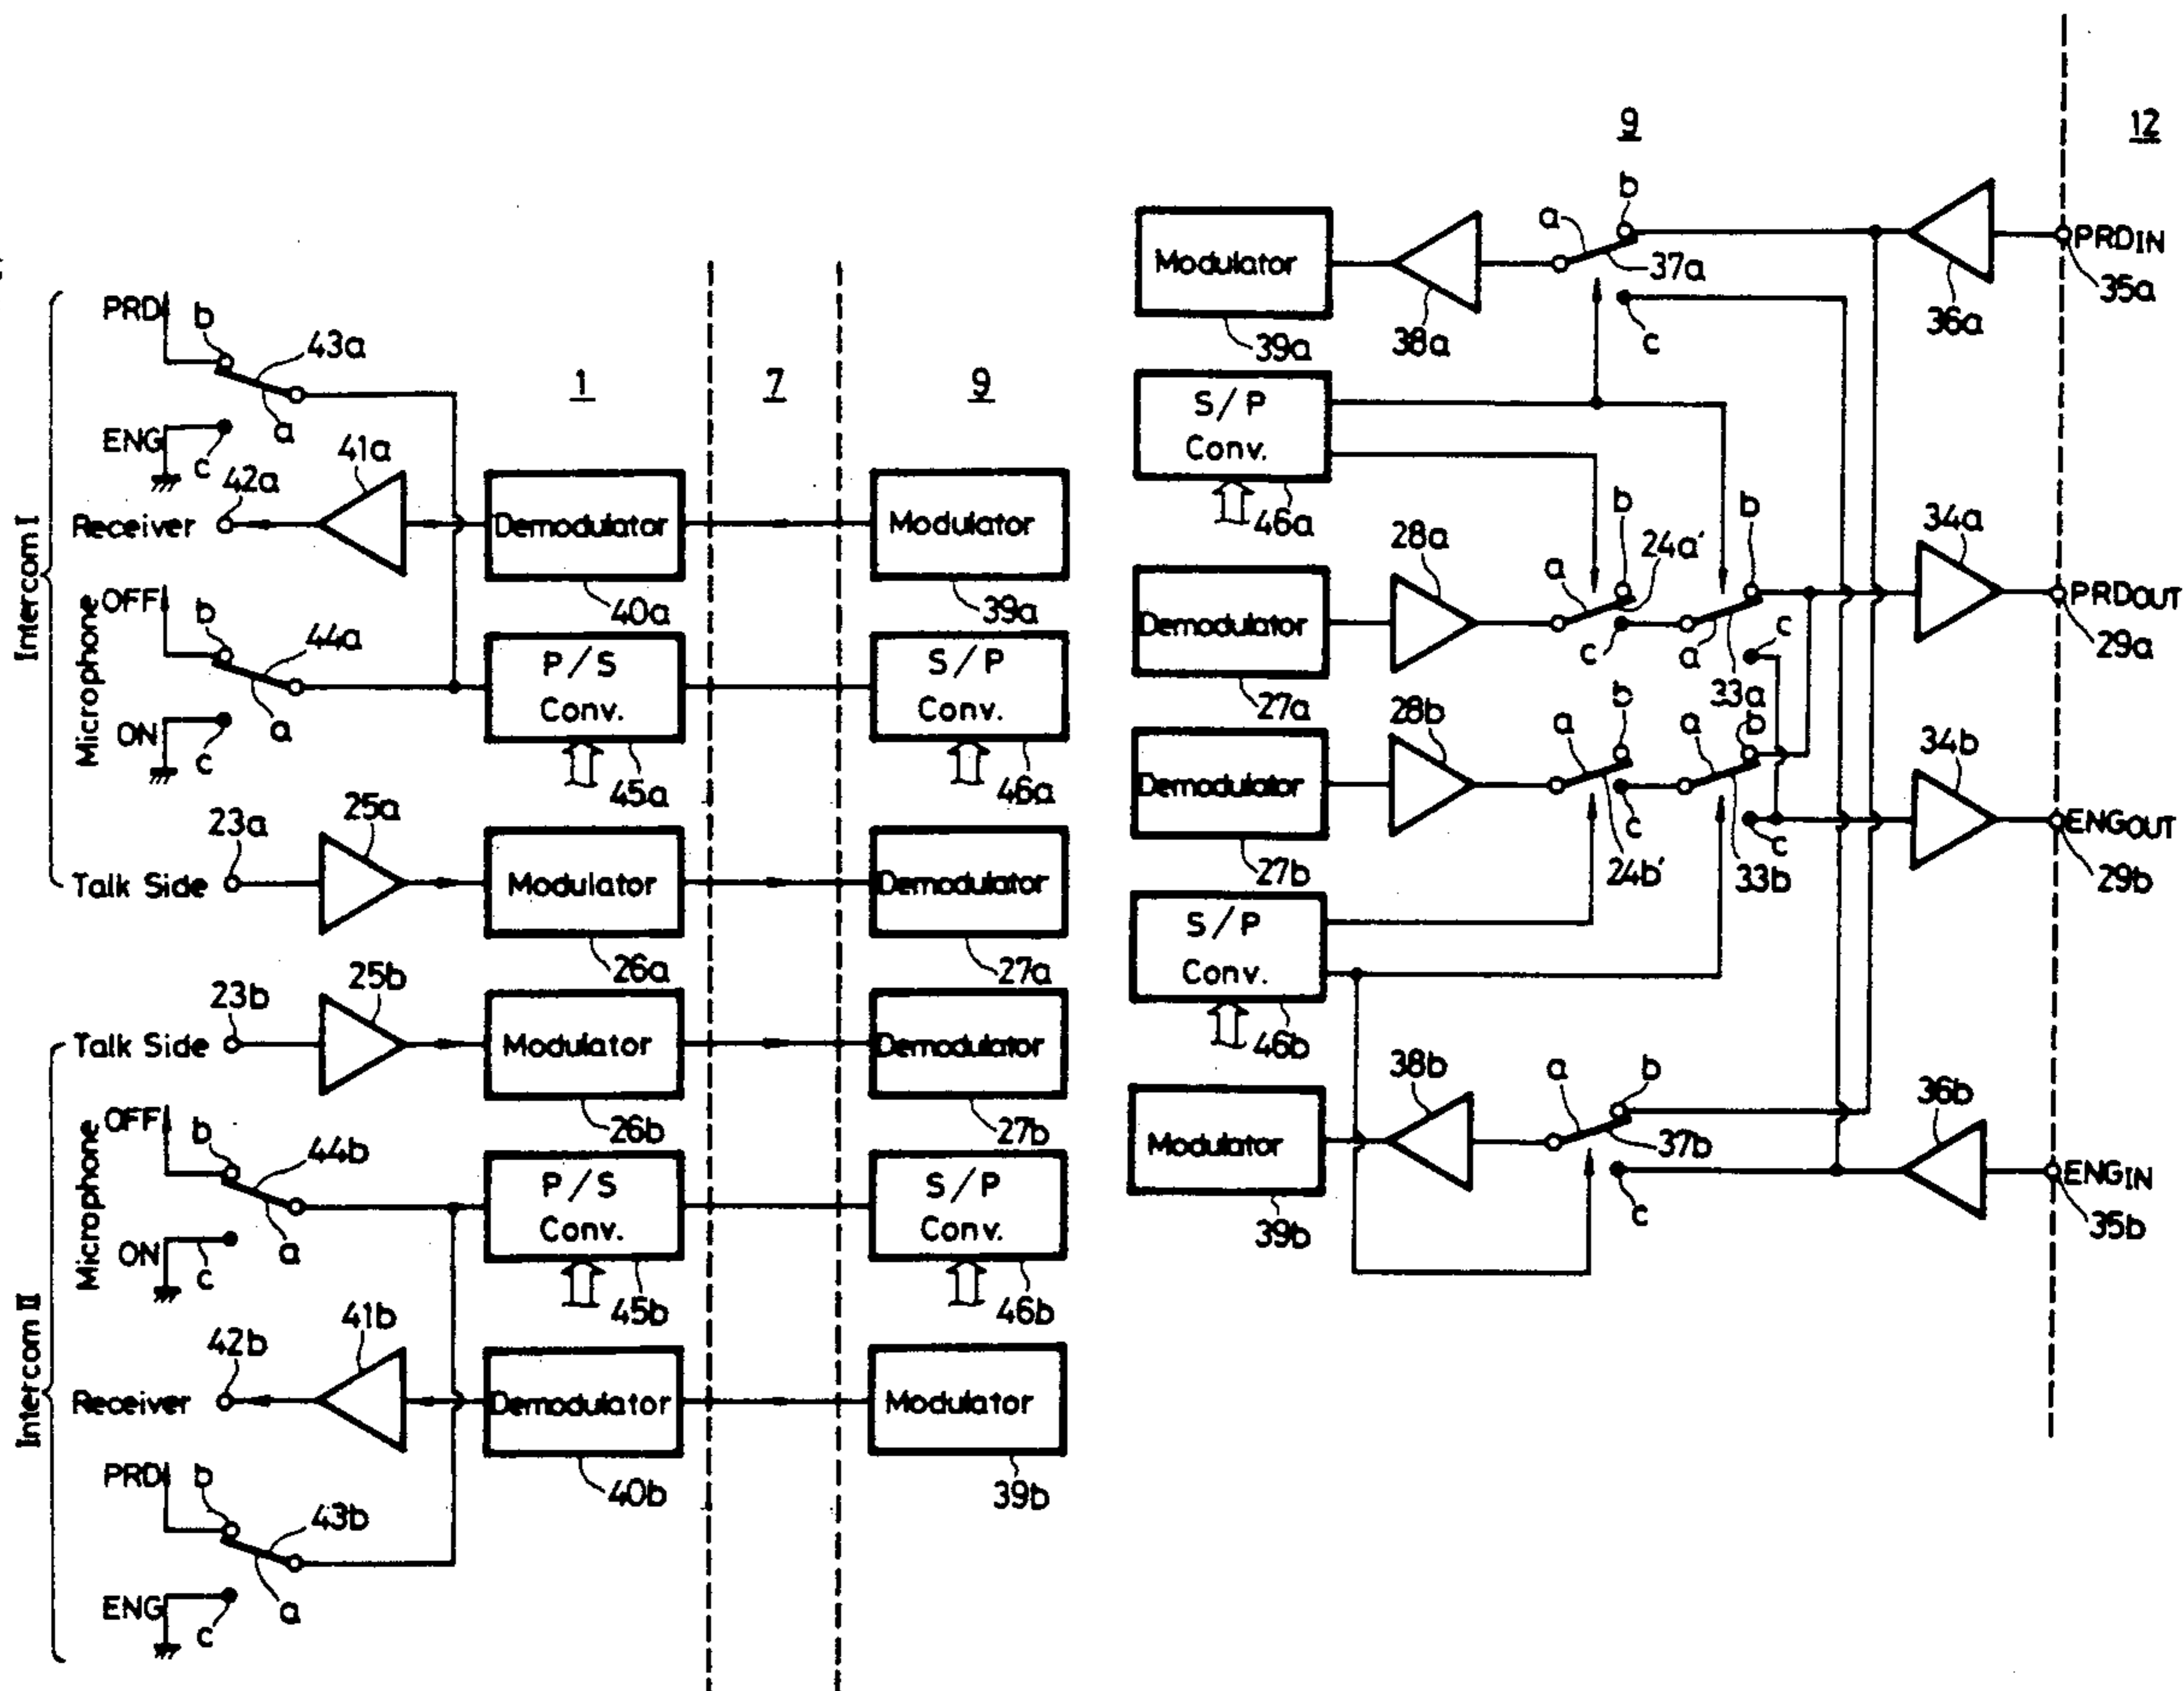 Intercom I
PRD
b
43a
a
ENG
c
41a
42a
Receiver
Demodulator
40a
1
7
9
Modulator
39a
Microphone
OFF
b
44a
a
ON
c
P/S
Conv.
45a
S/P
Conv.
46a
23a
25a
Talk Side
Modulator
26a
Demodulator
27a
Intercom II
23b
25b
Talk Side
Modulator
26b
Demodulator
27b
Microphone
OFF
b
44b
a
ON
c
P/S
Conv.
45b
S/P
Conv.
46b
41b
42b
Receiver
Demodulator
40b
Modulator
39b
PRD
b
43b
a
ENG
c
9
12
Modulator
39a
38a
a
b
37a
c
36a
PRDIN
35a
S/P
Conv.
46a
Demodulator
27a
28a
a
b
24a'
c
a
b
c
33a
34a
PRDOUT
29a
Demodulator
27b
28b
a
b
c
24b'
a
b
c
33b
34b
ENGOUT
29b
S/P
Conv.
46b
Modulator
39b
38b
a
b
37b
c
36b
ENGIN
35b